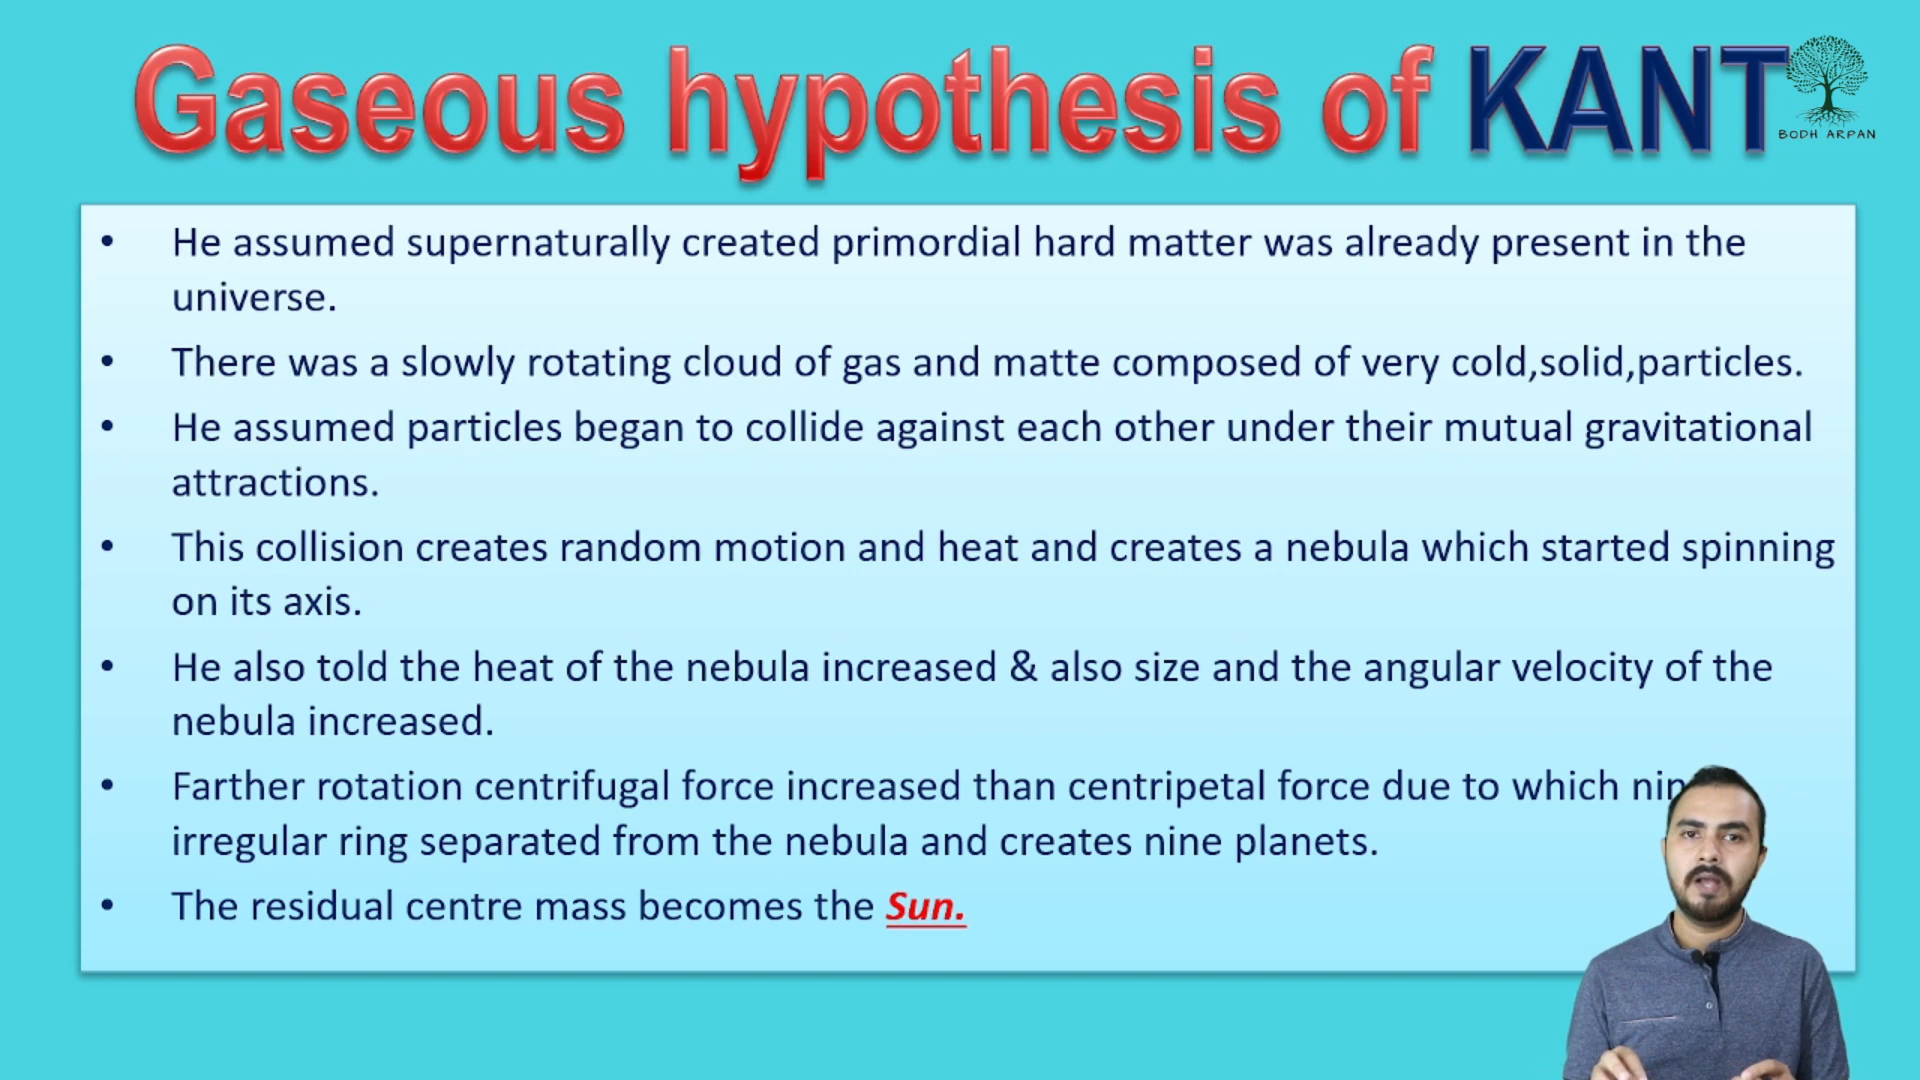 Gaseous hypothesis of KANT
BODH ARPAN
• He assumed supernaturally created primordial hard matter was already present in the
universe.
• There was a slowly rotating cloud of gas and matte composed of very cold,solid,particles.
• He assumed particles began to collide against each other under their mutual gravitational
attractions.
• This collision creates random motion and heat and creates a nebula which started spinning
on its axis.
• He also told the heat of the nebula increased & also size and the angular velocity of the
nebula increased.
• Farther rotation centrifugal force increased than centripetal force due to which
irregular ring separated from the nebula and creates nine planets.
• The residual centre mass becomes the Sun.